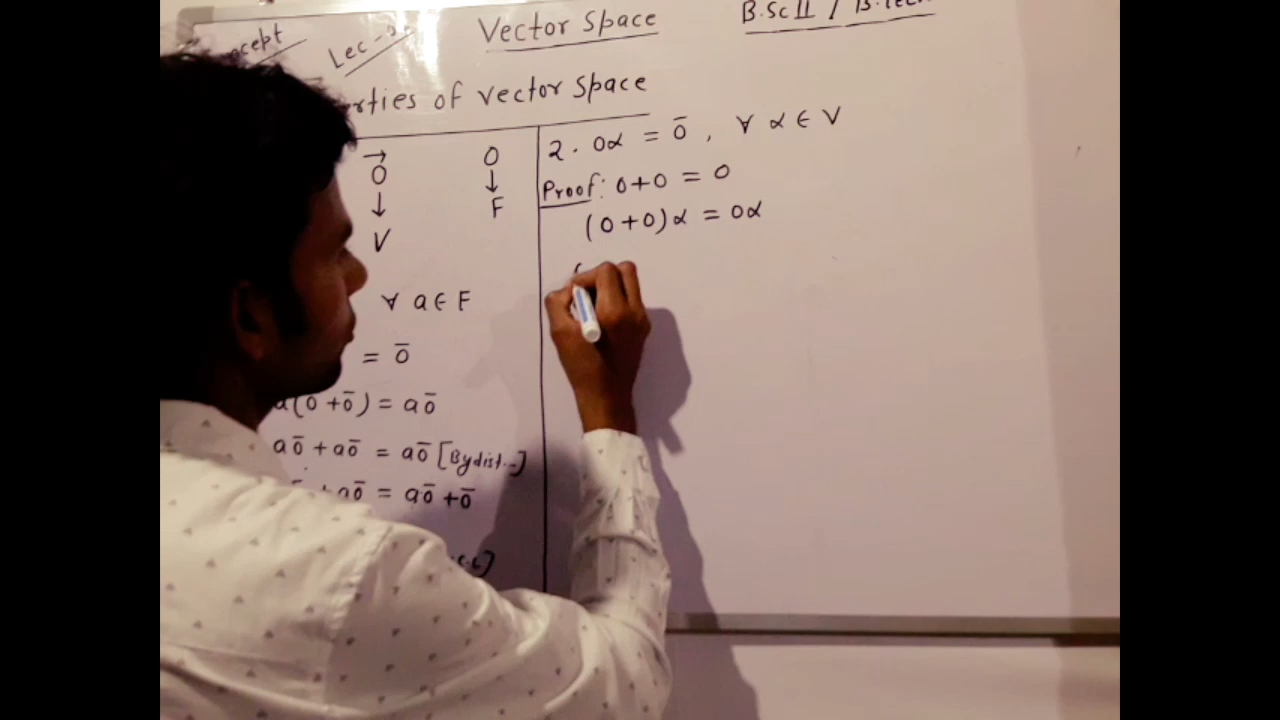 Vector Space
B.Sc II / B.Tech
Lec-
of vector space
→
0 0
↓ ↓
V F
∀ a ∈ F
= 0̄
a(0̄ + 0̄) = a0̄
a0̄ + a0̄ = a0̄ [By dist..]
+ a0̄ = a0̄ + 0̄
2. 0α = 0̄ , ∀ α ∈ V
Proof: 0+0 = 0
(0+0)α = 0α
(